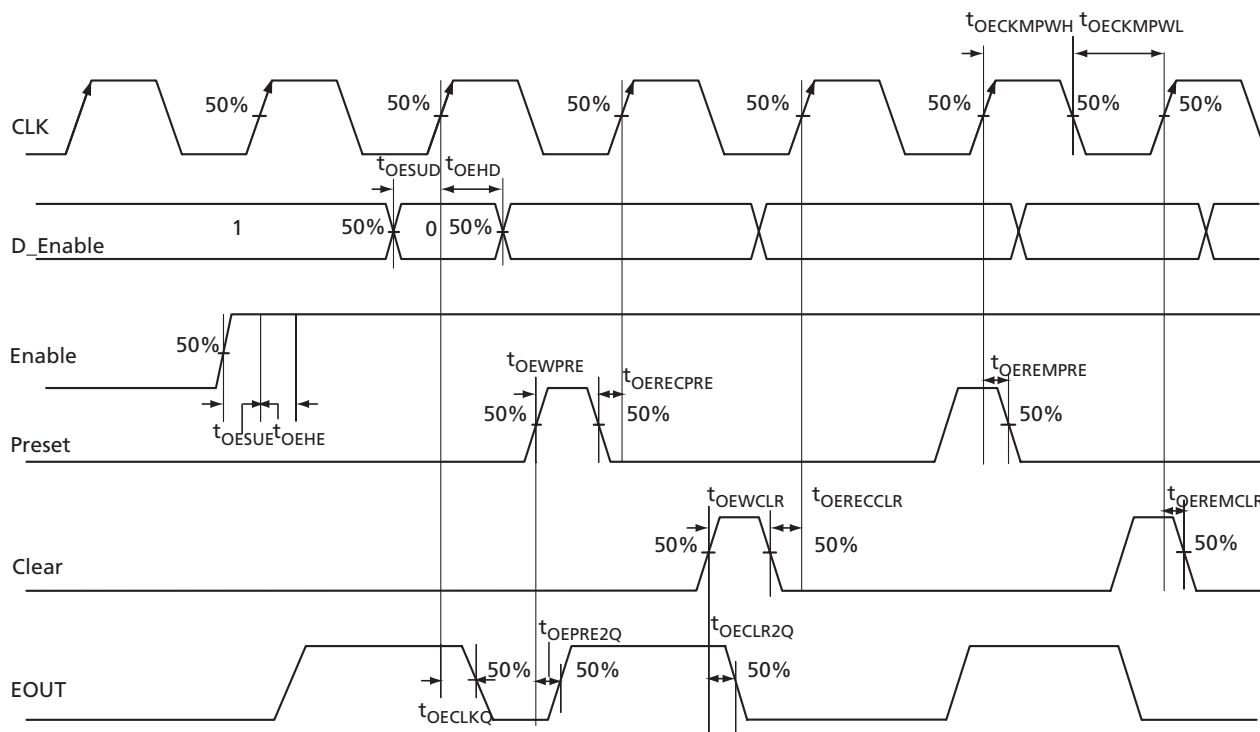 tOECKMPWH tOECKMPWL
CLK 50% 50% 50% 50% 50% 50% 50%
tOESUD tOEHD
D_Enable 1 50% 0 50%
Enable 50%
tOEWPRE tOERECPRE tOEREMPRE
tOESUE tOEHE
Preset 50% 50% 50%
tOEWCLR tOERECCLR tOEREMCLR
Clear 50% 50% 50%
tOEPRE2Q tOECLR2Q
EOUT 50% 50% 50%
tOECLKQ